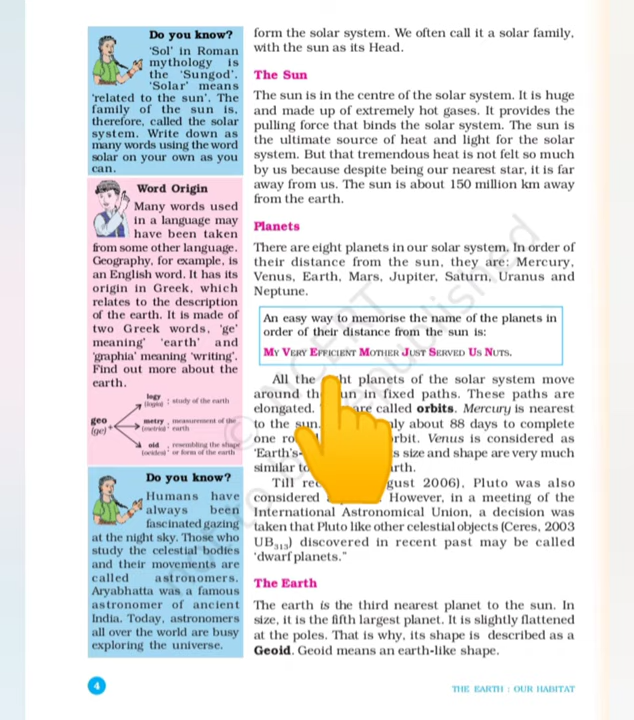 Do you know?
'Sol' in Roman
mythology is
the 'Sungod'.
'Solar' means
'related to the sun'. The
family of the sun is,
therefore, called the solar
system. Write down as
many words using the word
solar on your own as you
can.
Word Origin
Many words used
in a language may
have been taken
from some other language.
Geography, for example, is
an English word. It has its
origin in Greek, which
relates to the description
of the earth. It is made of
two Greek words, 'ge'
meaning' 'earth' and
'graphia' meaning 'writing'.
Find out more about the
earth.
logy : study of the earth
geo
(ge)
metry , measurement of the
earth
oid , resembling the shape
or form of the earth
Do you know?
Humans have
always been
fascinated gazing
at the night sky. Those who
study the celestial bodies
and their movements are
called astronomers.
Aryabhatta was a famous
astronomer of ancient
India. Today, astronomers
all over the world are busy
exploring the universe.
form the solar system. We often call it a solar family,
with the sun as its Head.
The Sun
The sun is in the centre of the solar system. It is huge
and made up of extremely hot gases. It provides the
pulling force that binds the solar system. The sun is
the ultimate source of heat and light for the solar
system. But that tremendous heat is not felt so much
by us because despite being our nearest star, it is far
away from us. The sun is about 150 million km away
from the earth.
Planets
There are eight planets in our solar system. In order of
their distance from the sun, they are: Mercury,
Venus, Earth, Mars, Jupiter, Saturn, Uranus and
Neptune.
An easy way to memorise the name of the planets in
order of their distance from the sun is:
MY VERY EFFICIENT MOTHER JUST SERVED US NUTS.
All the planets of the solar system move
around in fixed paths. These paths are
elongated. are called orbits. Mercury is nearest
to the sun. about 88 days to complete
one Venus is considered as
'Earth's- size and shape are very much
similar to
Till 2006), Pluto was also
considered However, in a meeting of the
International Astronomical Union, a decision was
taken that Pluto like other celestial objects (Ceres, 2003
UB313) discovered in recent past may be called
'dwarf planets."
The Earth
The earth is the third nearest planet to the sun. In
size, it is the fifth largest planet. It is slightly flattened
at the poles. That is why, its shape is described as a
Geoid. Geoid means an earth-like shape.
4
THE EARTH : OUR HABITAT